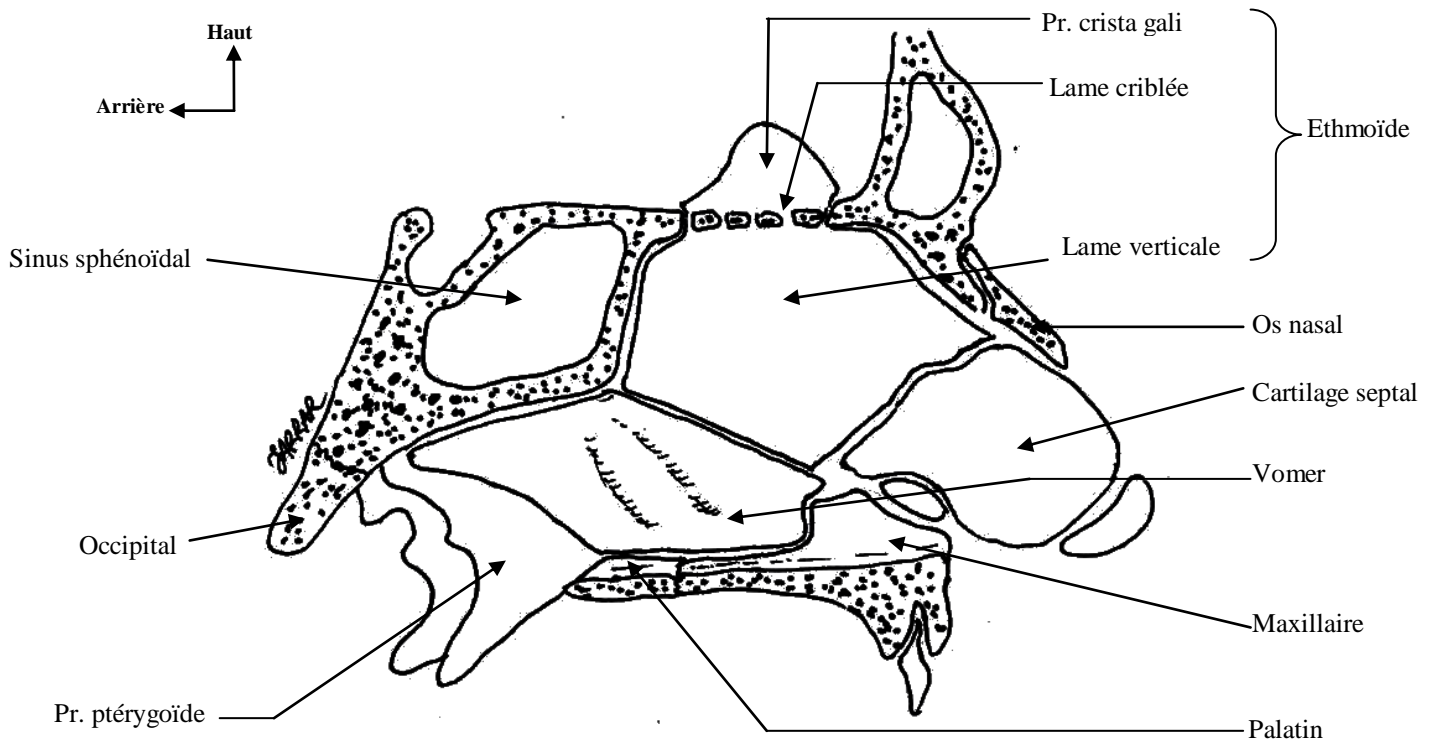 Haut
Arrière
Pr. crista gali
Lame criblée
Ethmoïde
Lame verticale
Sinus sphénoïdal
Os nasal
Cartilage septal
JARRAR
Vomer
Occipital
Maxillaire
Pr. ptérygoïde
Palatin